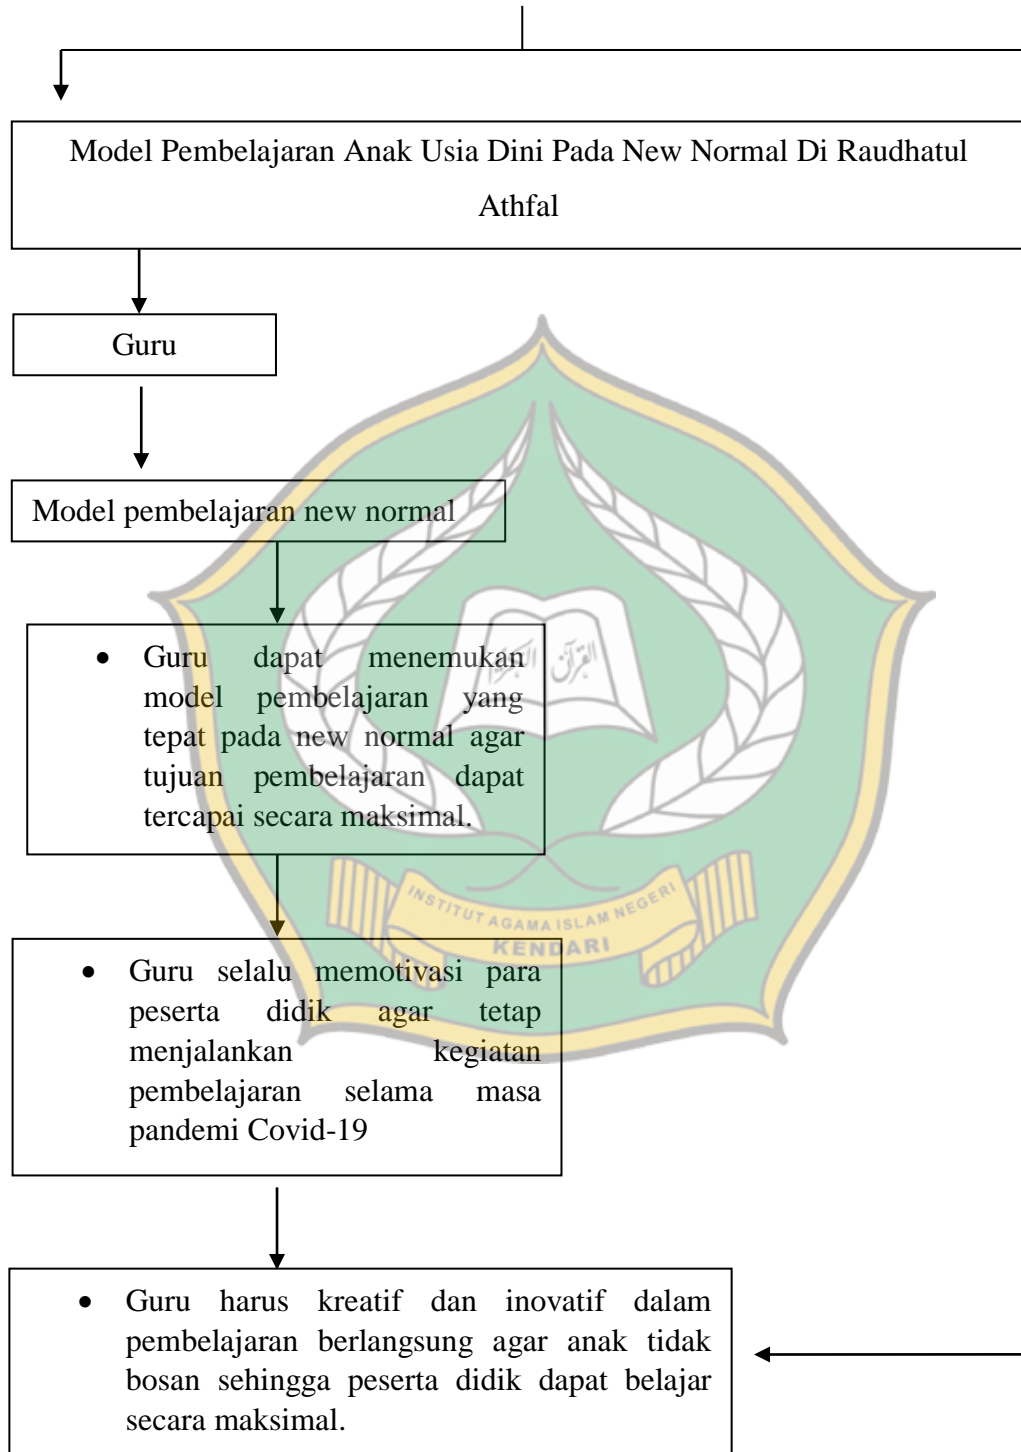 Model Pembelajaran Anak Usia Dini Pada New Normal Di Raudhatul
Athfal
Guru
Model pembelajaran new normal
• Guru dapat menemukan
model pembelajaran yang
tepat pada new normal agar
tujuan pembelajaran dapat
tercapai secara maksimal.
القرآن الكريم
INSTITUT AGAMA ISLAM NEGERI
KENDARI
• Guru selalu memotivasi para
peserta didik agar tetap
menjalankan kegiatan
pembelajaran selama masa
pandemi Covid-19
• Guru harus kreatif dan inovatif dalam
pembelajaran berlangsung agar anak tidak
bosan sehingga peserta didik dapat belajar
secara maksimal.